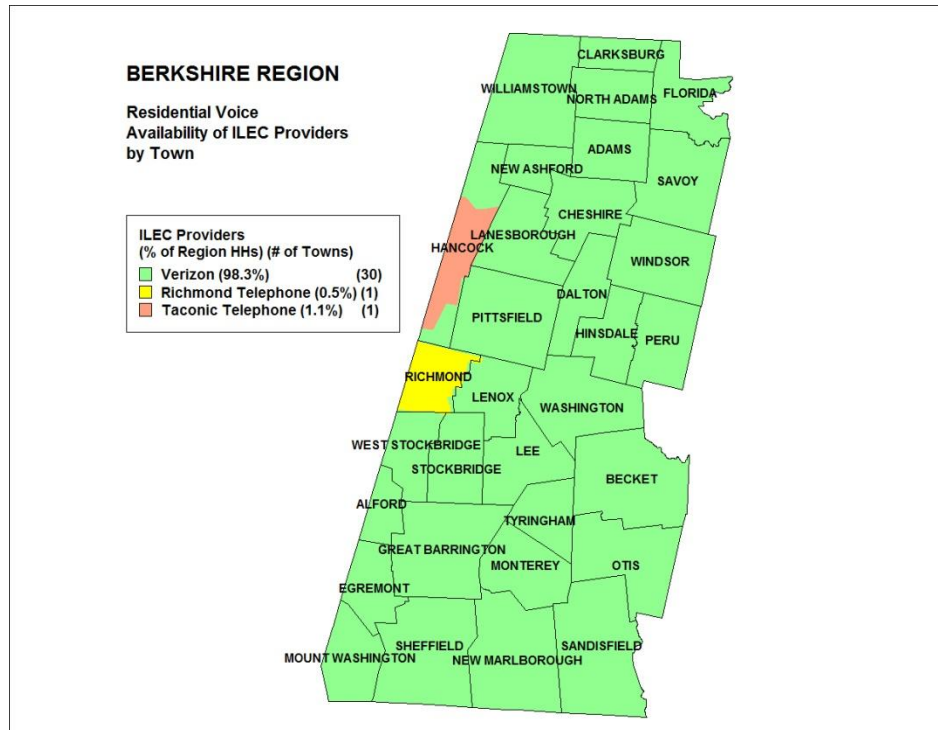 BERKSHIRE REGION
Residential Voice
Availability of ILEC Providers
by Town
ILEC Providers
(% of Region HHs) (# of Towns)
Verizon (98.3%) (30)
Richmond Telephone (0.5%) (1)
Taconic Telephone (1.1%) (1)
CLARKSBURG
WILLIAMSTOWN
FLORIDA
NORTH ADAMS
ADAMS
NEW ASHFORD
SAVOY
CHESHIRE
LANESBOROUGH
HANCOCK
WINDSOR
DALTON
PITTSFIELD
HINSDALE
PERU
RICHMOND
LENOX
WASHINGTON
WEST STOCKBRIDGE
LEE
STOCKBRIDGE
BECKET
ALFORD
TYRINGHAM
GREAT BARRINGTON
MONTEREY
OTIS
EGREMONT
SHEFFIELD
SANDISFIELD
MOUNT WASHINGTON
NEW MARLBOROUGH